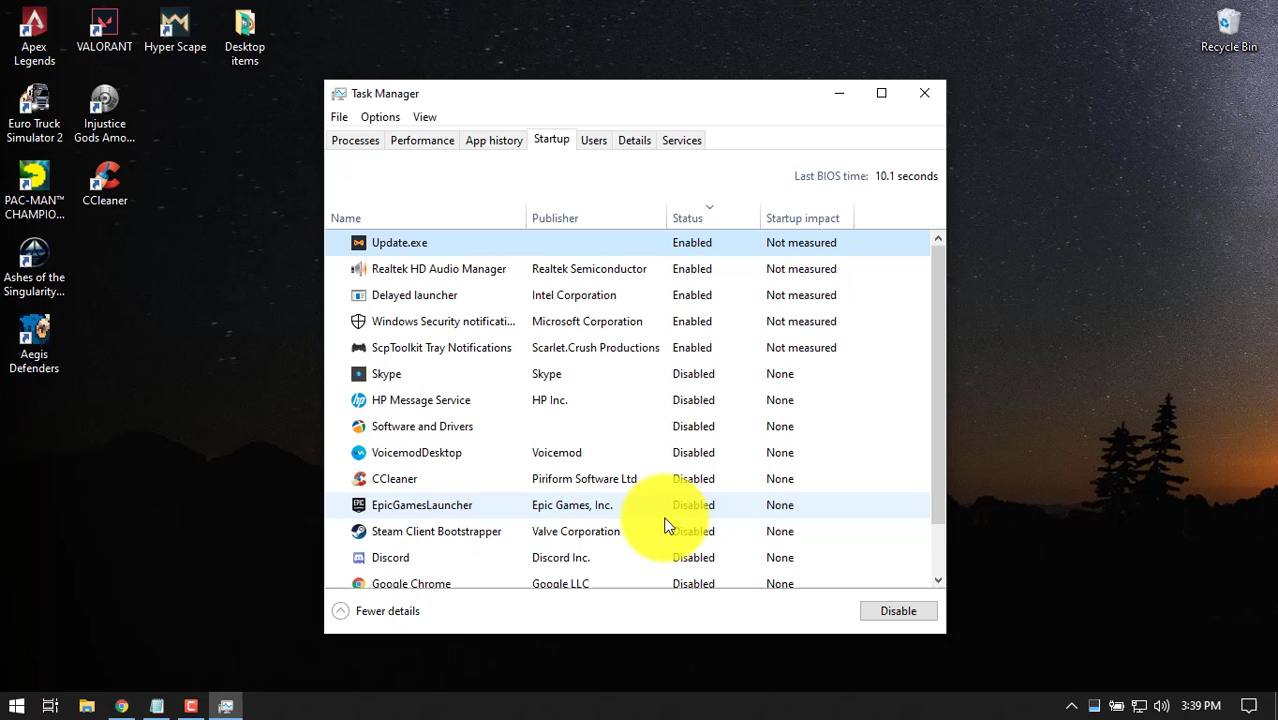 Apex Legends
VALORANT
Hyper Scape
Desktop items
Recycle Bin
Euro Truck Simulator 2
Injustice Gods Amo...
PAC-MAN™ CHAMPIO...
CCleaner
Ashes of the Singularity...
Aegis Defenders
Task Manager
File Options View
Processes Performance App history Startup Users Details Services
Last BIOS time: 10.1 seconds
Name Publisher Status Startup impact
Update.exe Enabled Not measured
Realtek HD Audio Manager Realtek Semiconductor Enabled Not measured
Delayed launcher Intel Corporation Enabled Not measured
Windows Security notificati... Microsoft Corporation Enabled Not measured
ScpToolkit Tray Notifications Scarlet.Crush Productions Enabled Not measured
Skype Skype Disabled None
HP Message Service HP Inc. Disabled None
Software and Drivers Disabled None
VoicemodDesktop Voicemod Disabled None
CCleaner Piriform Software Ltd Disabled None
EpicGamesLauncher Epic Games, Inc. Disabled None
Steam Client Bootstrapper Valve Corporation Disabled None
Discord Discord Inc. Disabled None
Google Chrome Google LLC Disabled None
Fewer details Disable
3:39 PM